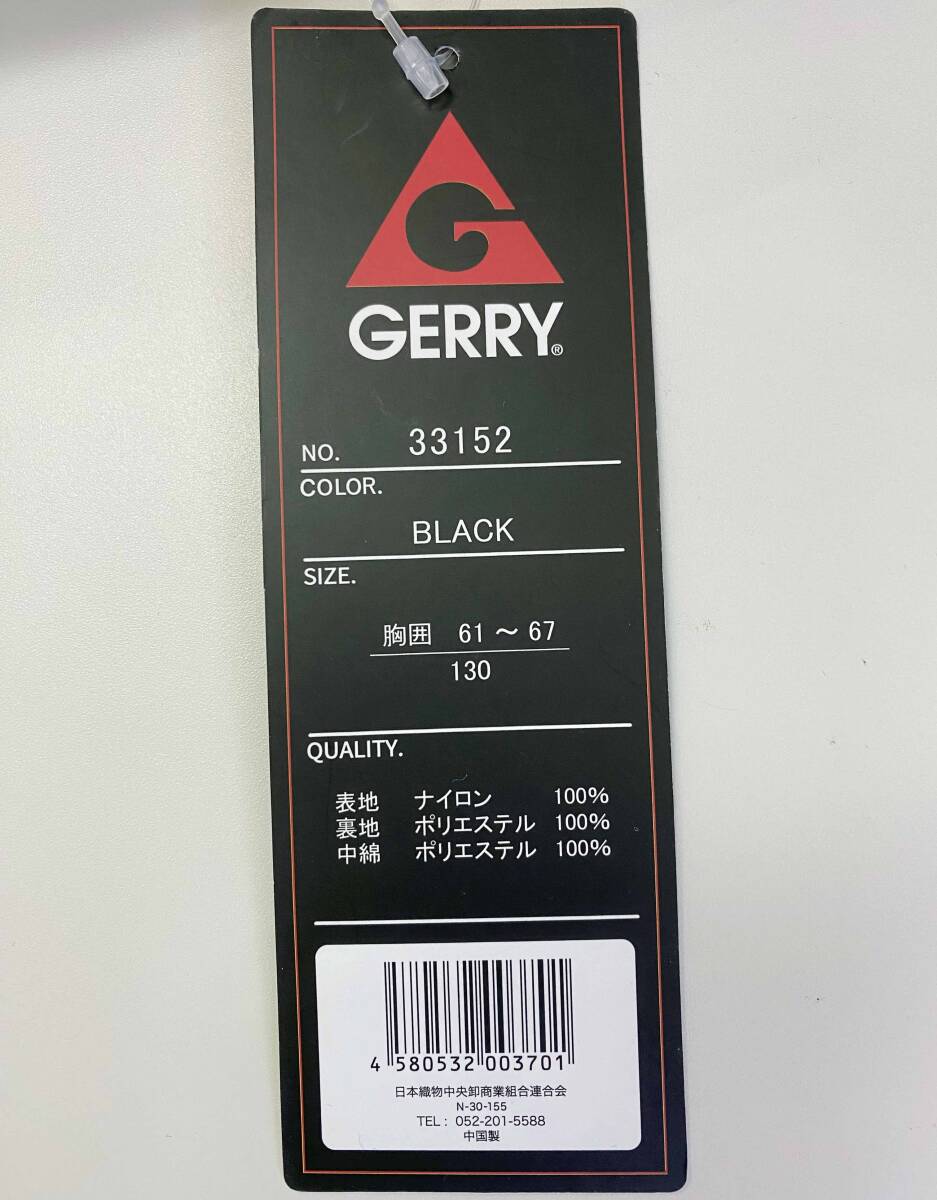 G
GERRY®
NO. 33152
COLOR.
BLACK
SIZE.
胸囲 61 ～ 67
130
QUALITY.
表地 ナイロン 100%
裏地 ポリエステル 100%
中綿 ポリエステル 100%
4 580532 003701
日本織物中央卸商業組合連合会
N-30-155
TEL : 052-201-5588
中国製